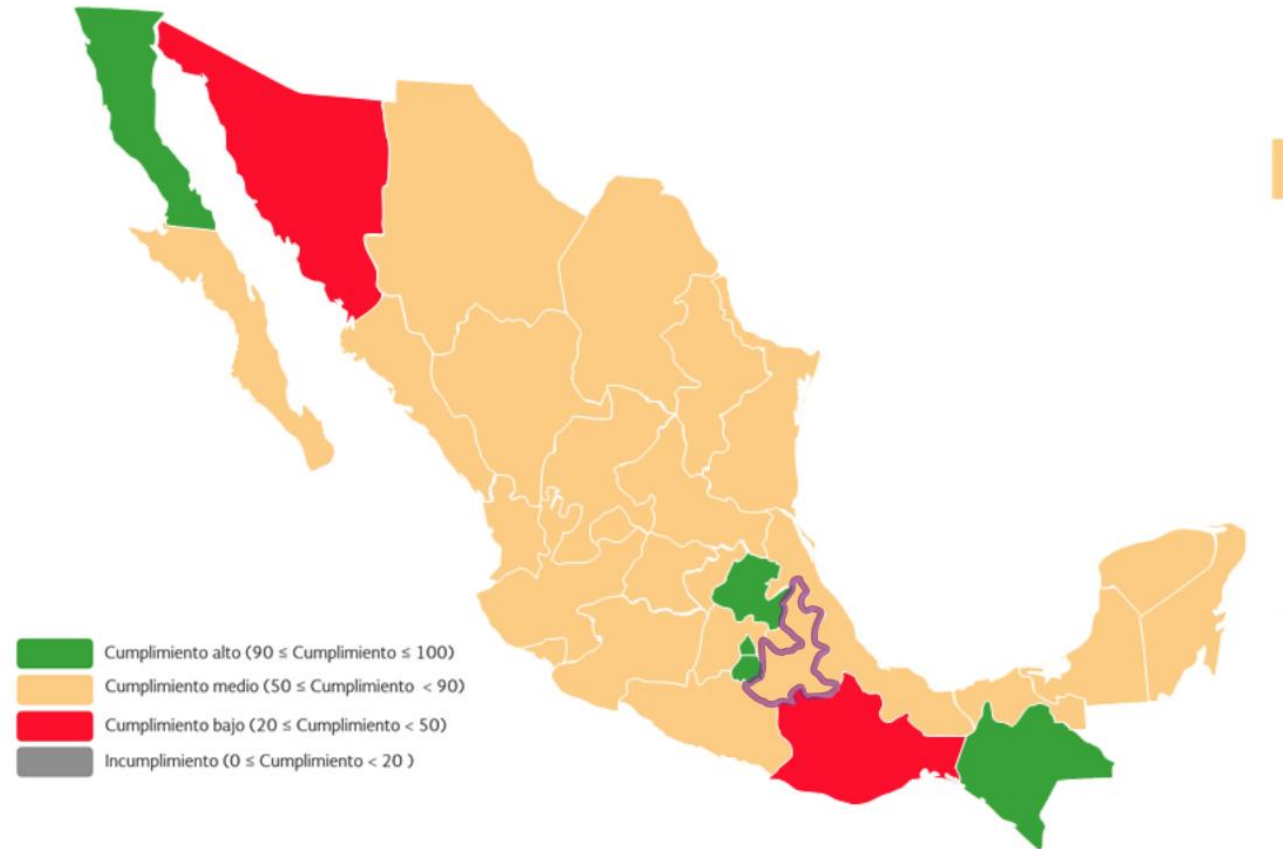 Cumplimiento alto (90 ≤ Cumplimiento ≤ 100)
Cumplimiento medio (50 ≤ Cumplimiento < 90)
Cumplimiento bajo (20 ≤ Cumplimiento < 50)
Incumplimiento (0 ≤ Cumplimiento < 20 )